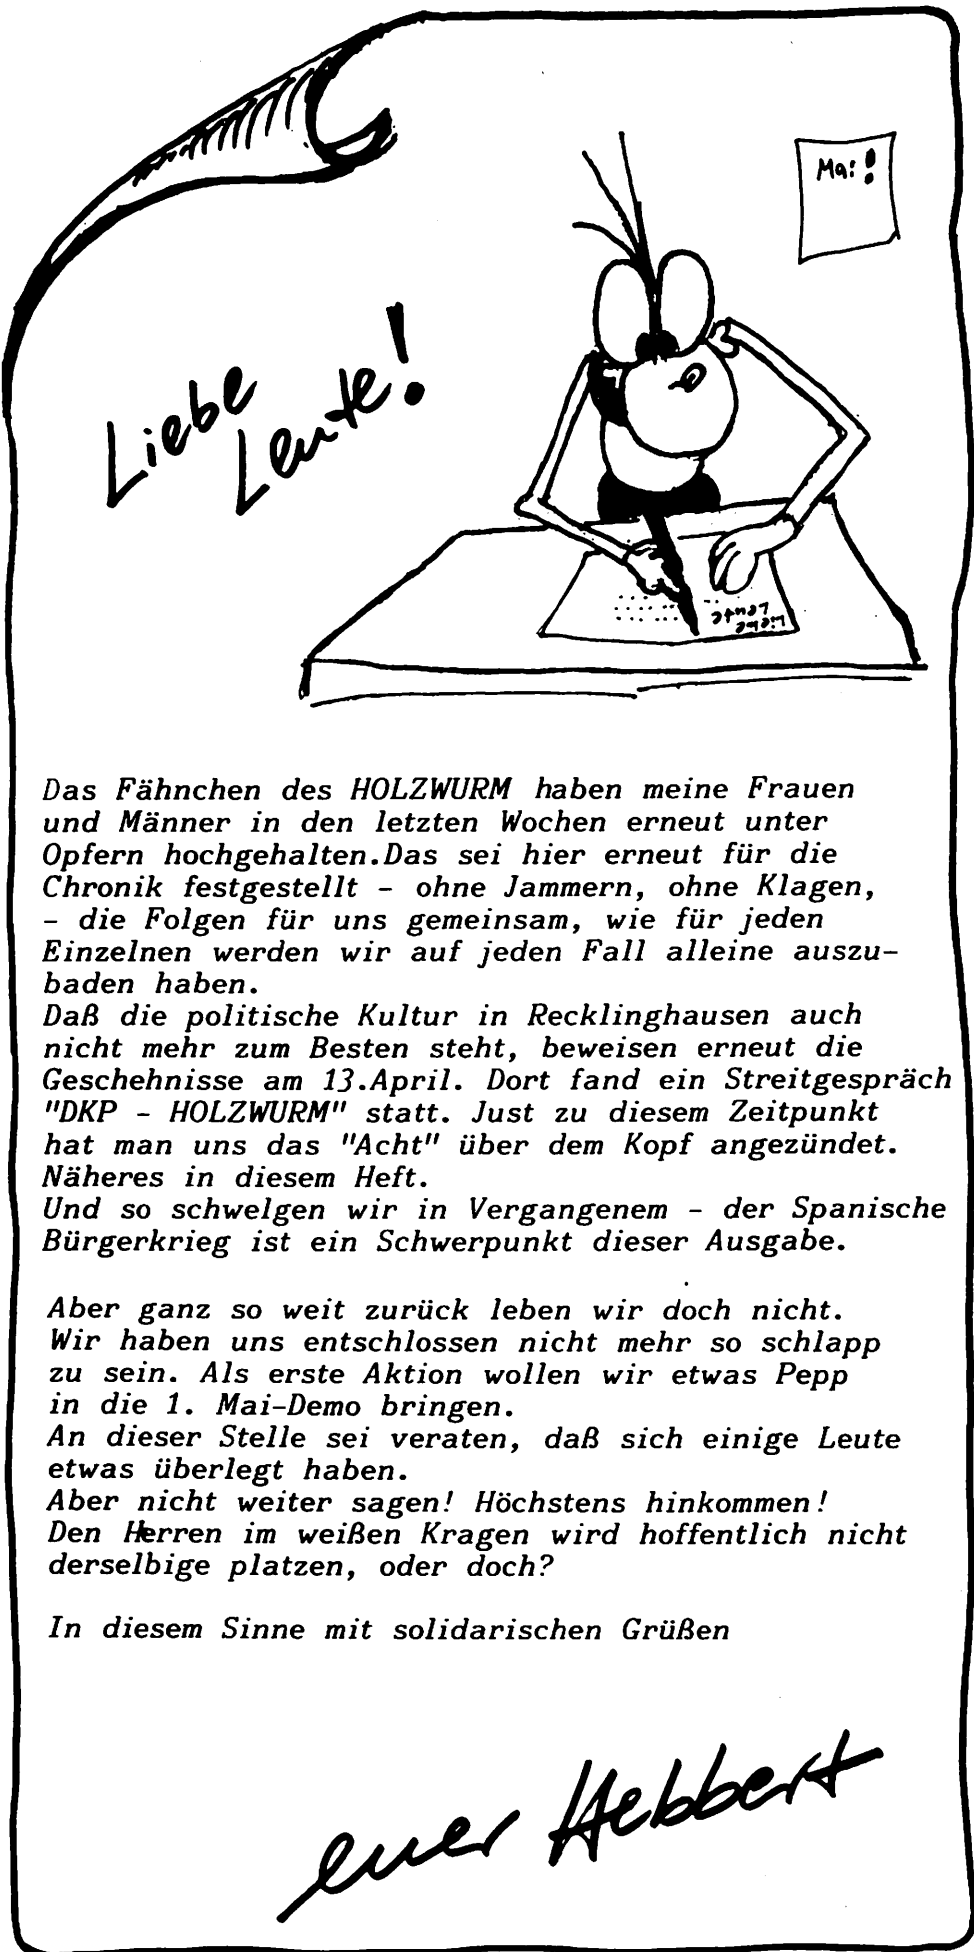 Mai!
Liebe
Leute!
Liebe
Leute
Das Fähnchen des HOLZWURM haben meine Frauen
und Männer in den letzten Wochen erneut unter
Opfern hochgehalten.Das sei hier erneut für die
Chronik festgestellt - ohne Jammern, ohne Klagen,
- die Folgen für uns gemeinsam, wie für jeden
Einzelnen werden wir auf jeden Fall alleine auszu-
baden haben.
Daß die politische Kultur in Recklinghausen auch
nicht mehr zum Besten steht, beweisen erneut die
Geschehnisse am 13.April. Dort fand ein Streitgespräch
"DKP - HOLZWURM" statt. Just zu diesem Zeitpunkt
hat man uns das "Acht" über dem Kopf angezündet.
Näheres in diesem Heft.
Und so schwelgen wir in Vergangenem - der Spanische
Bürgerkrieg ist ein Schwerpunkt dieser Ausgabe.
Aber ganz so weit zurück leben wir doch nicht.
Wir haben uns entschlossen nicht mehr so schlapp
zu sein. Als erste Aktion wollen wir etwas Pepp
in die 1. Mai-Demo bringen.
An dieser Stelle sei veraten, daß sich einige Leute
etwas überlegt haben.
Aber nicht weiter sagen! Höchstens hinkommen!
Den Herren im weißen Kragen wird hoffentlich nicht
derselbige platzen, oder doch?
In diesem Sinne mit solidarischen Grüßen
euer Hebbert